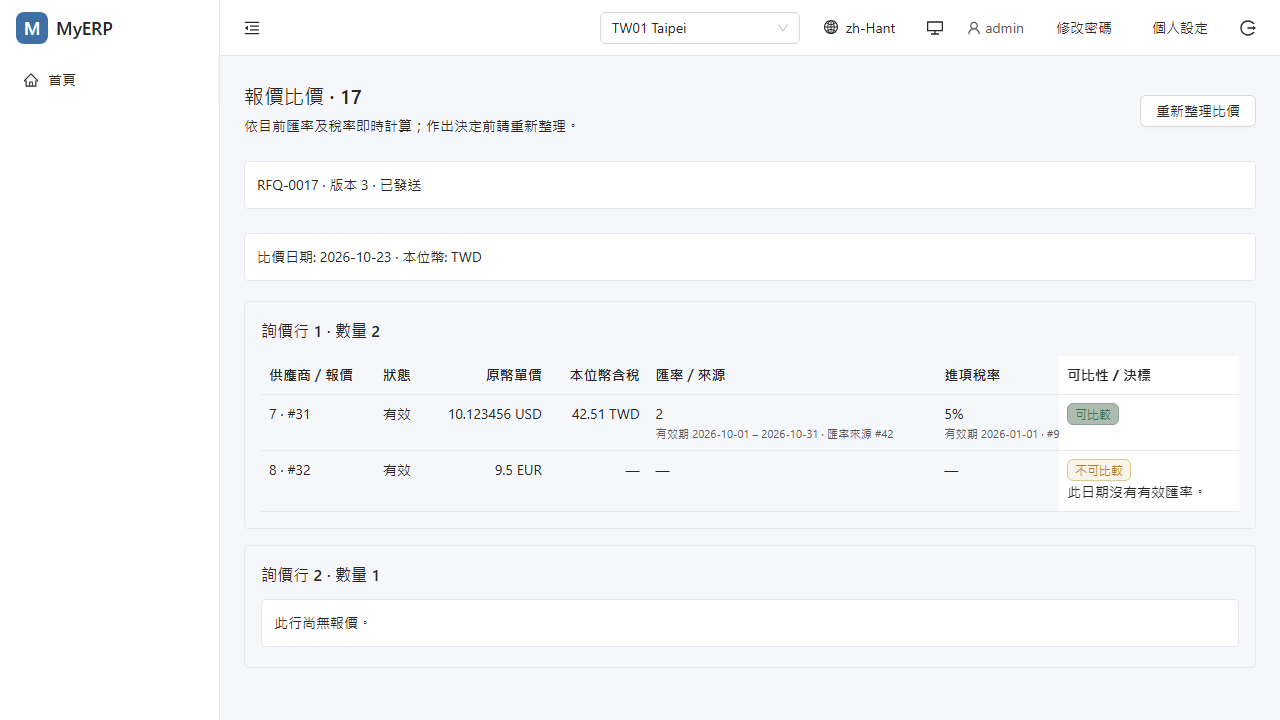 M MyERP
TW01 Taipei
zh-Hant
admin
修改密碼
個人設定
首頁
報價比價 · 17
依目前匯率及稅率即時計算；作出決定前請重新整理。
重新整理比價
RFQ-0017 · 版本 3 · 已發送
比價日期: 2026-10-23 · 本位幣: TWD
詢價行 1 · 數量 2
供應商 / 報價 狀態 原幣單價 本位幣含稅 匯率 / 來源 進項稅率 可比性 / 決標
7 · #31 有效 10.123456 USD 42.51 TWD 2 5% 可比較
有效期 2026-10-01 – 2026-10-31 · 匯率來源 #42 有效期 2026-01-01 · #9
8 · #32 有效 9.5 EUR — — — 不可比較
此日期沒有有效匯率。
詢價行 2 · 數量 1
此行尚無報價。